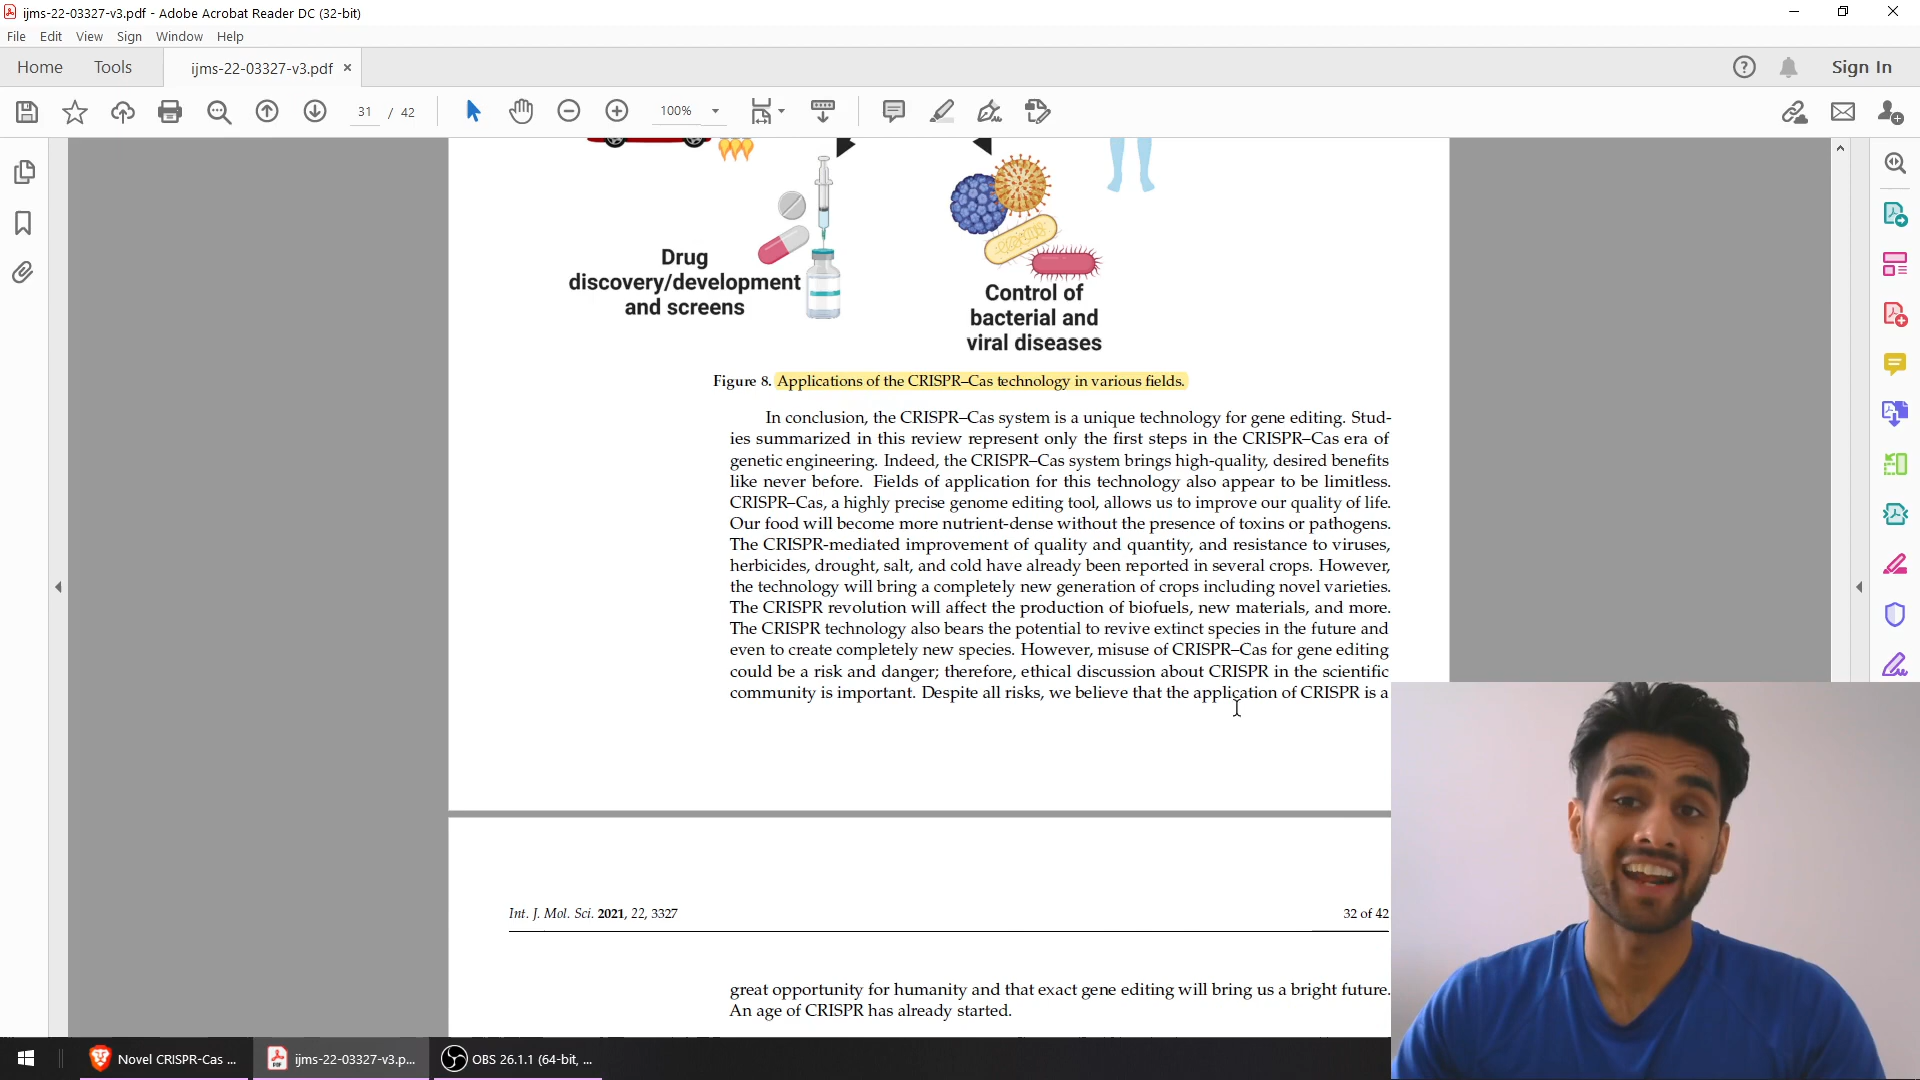 ijms-22-03327-v3.pdf - Adobe Acrobat Reader DC (32-bit)
File Edit View Sign Window Help
Home Tools ijms-22-03327-v3.pdf × Sign In
31 / 42 100%
Drug
discovery/development
and screens
Control of
bacterial and
viral diseases
Figure 8. Applications of the CRISPR–Cas technology in various fields.
In conclusion, the CRISPR–Cas system is a unique technology for gene editing. Stud-
ies summarized in this review represent only the first steps in the CRISPR–Cas era of
genetic engineering. Indeed, the CRISPR–Cas system brings high-quality, desired benefits
like never before. Fields of application for this technology also appear to be limitless.
CRISPR–Cas, a highly precise genome editing tool, allows us to improve our quality of life.
Our food will become more nutrient-dense without the presence of toxins or pathogens.
The CRISPR-mediated improvement of quality and quantity, and resistance to viruses,
herbicides, drought, salt, and cold have already been reported in several crops. However,
the technology will bring a completely new generation of crops including novel varieties.
The CRISPR revolution will affect the production of biofuels, new materials, and more.
The CRISPR technology also bears the potential to revive extinct species in the future and
even to create completely new species. However, misuse of CRISPR–Cas for gene editing
could be a risk and danger; therefore, ethical discussion about CRISPR in the scientific
community is important. Despite all risks, we believe that the application of CRISPR is a
Int. J. Mol. Sci. 2021, 22, 3327 32 of 42
great opportunity for humanity and that exact gene editing will bring us a bright future.
An age of CRISPR has already started.
Novel CRISPR-Cas ... ijms-22-03327-v3.p... OBS 26.1.1 (64-bit, ...